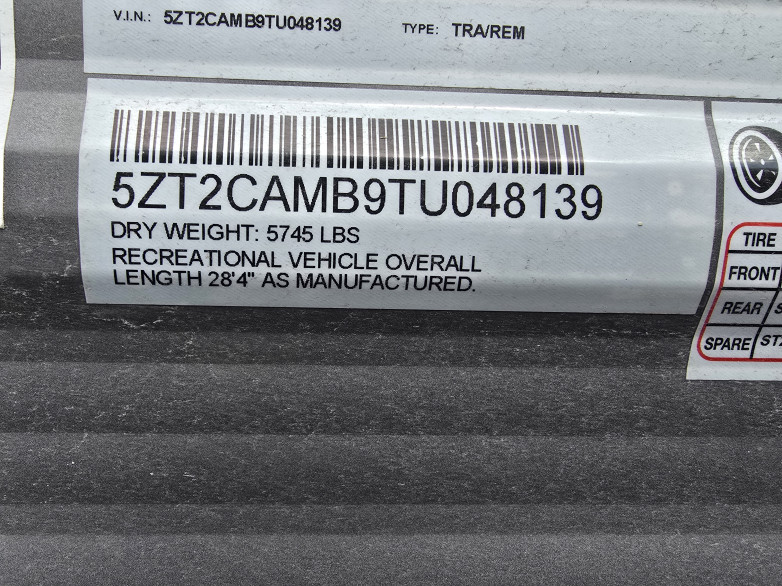 V.I.N.: 5ZT2CAMB9TU048139 TYPE: TRA/REM
5ZT2CAMB9TU048139
DRY WEIGHT: 5745 LBS
RECREATIONAL VEHICLE OVERALL
LENGTH 28'4" AS MANUFACTURED.
TIRE
FRONT
REAR
SPARE